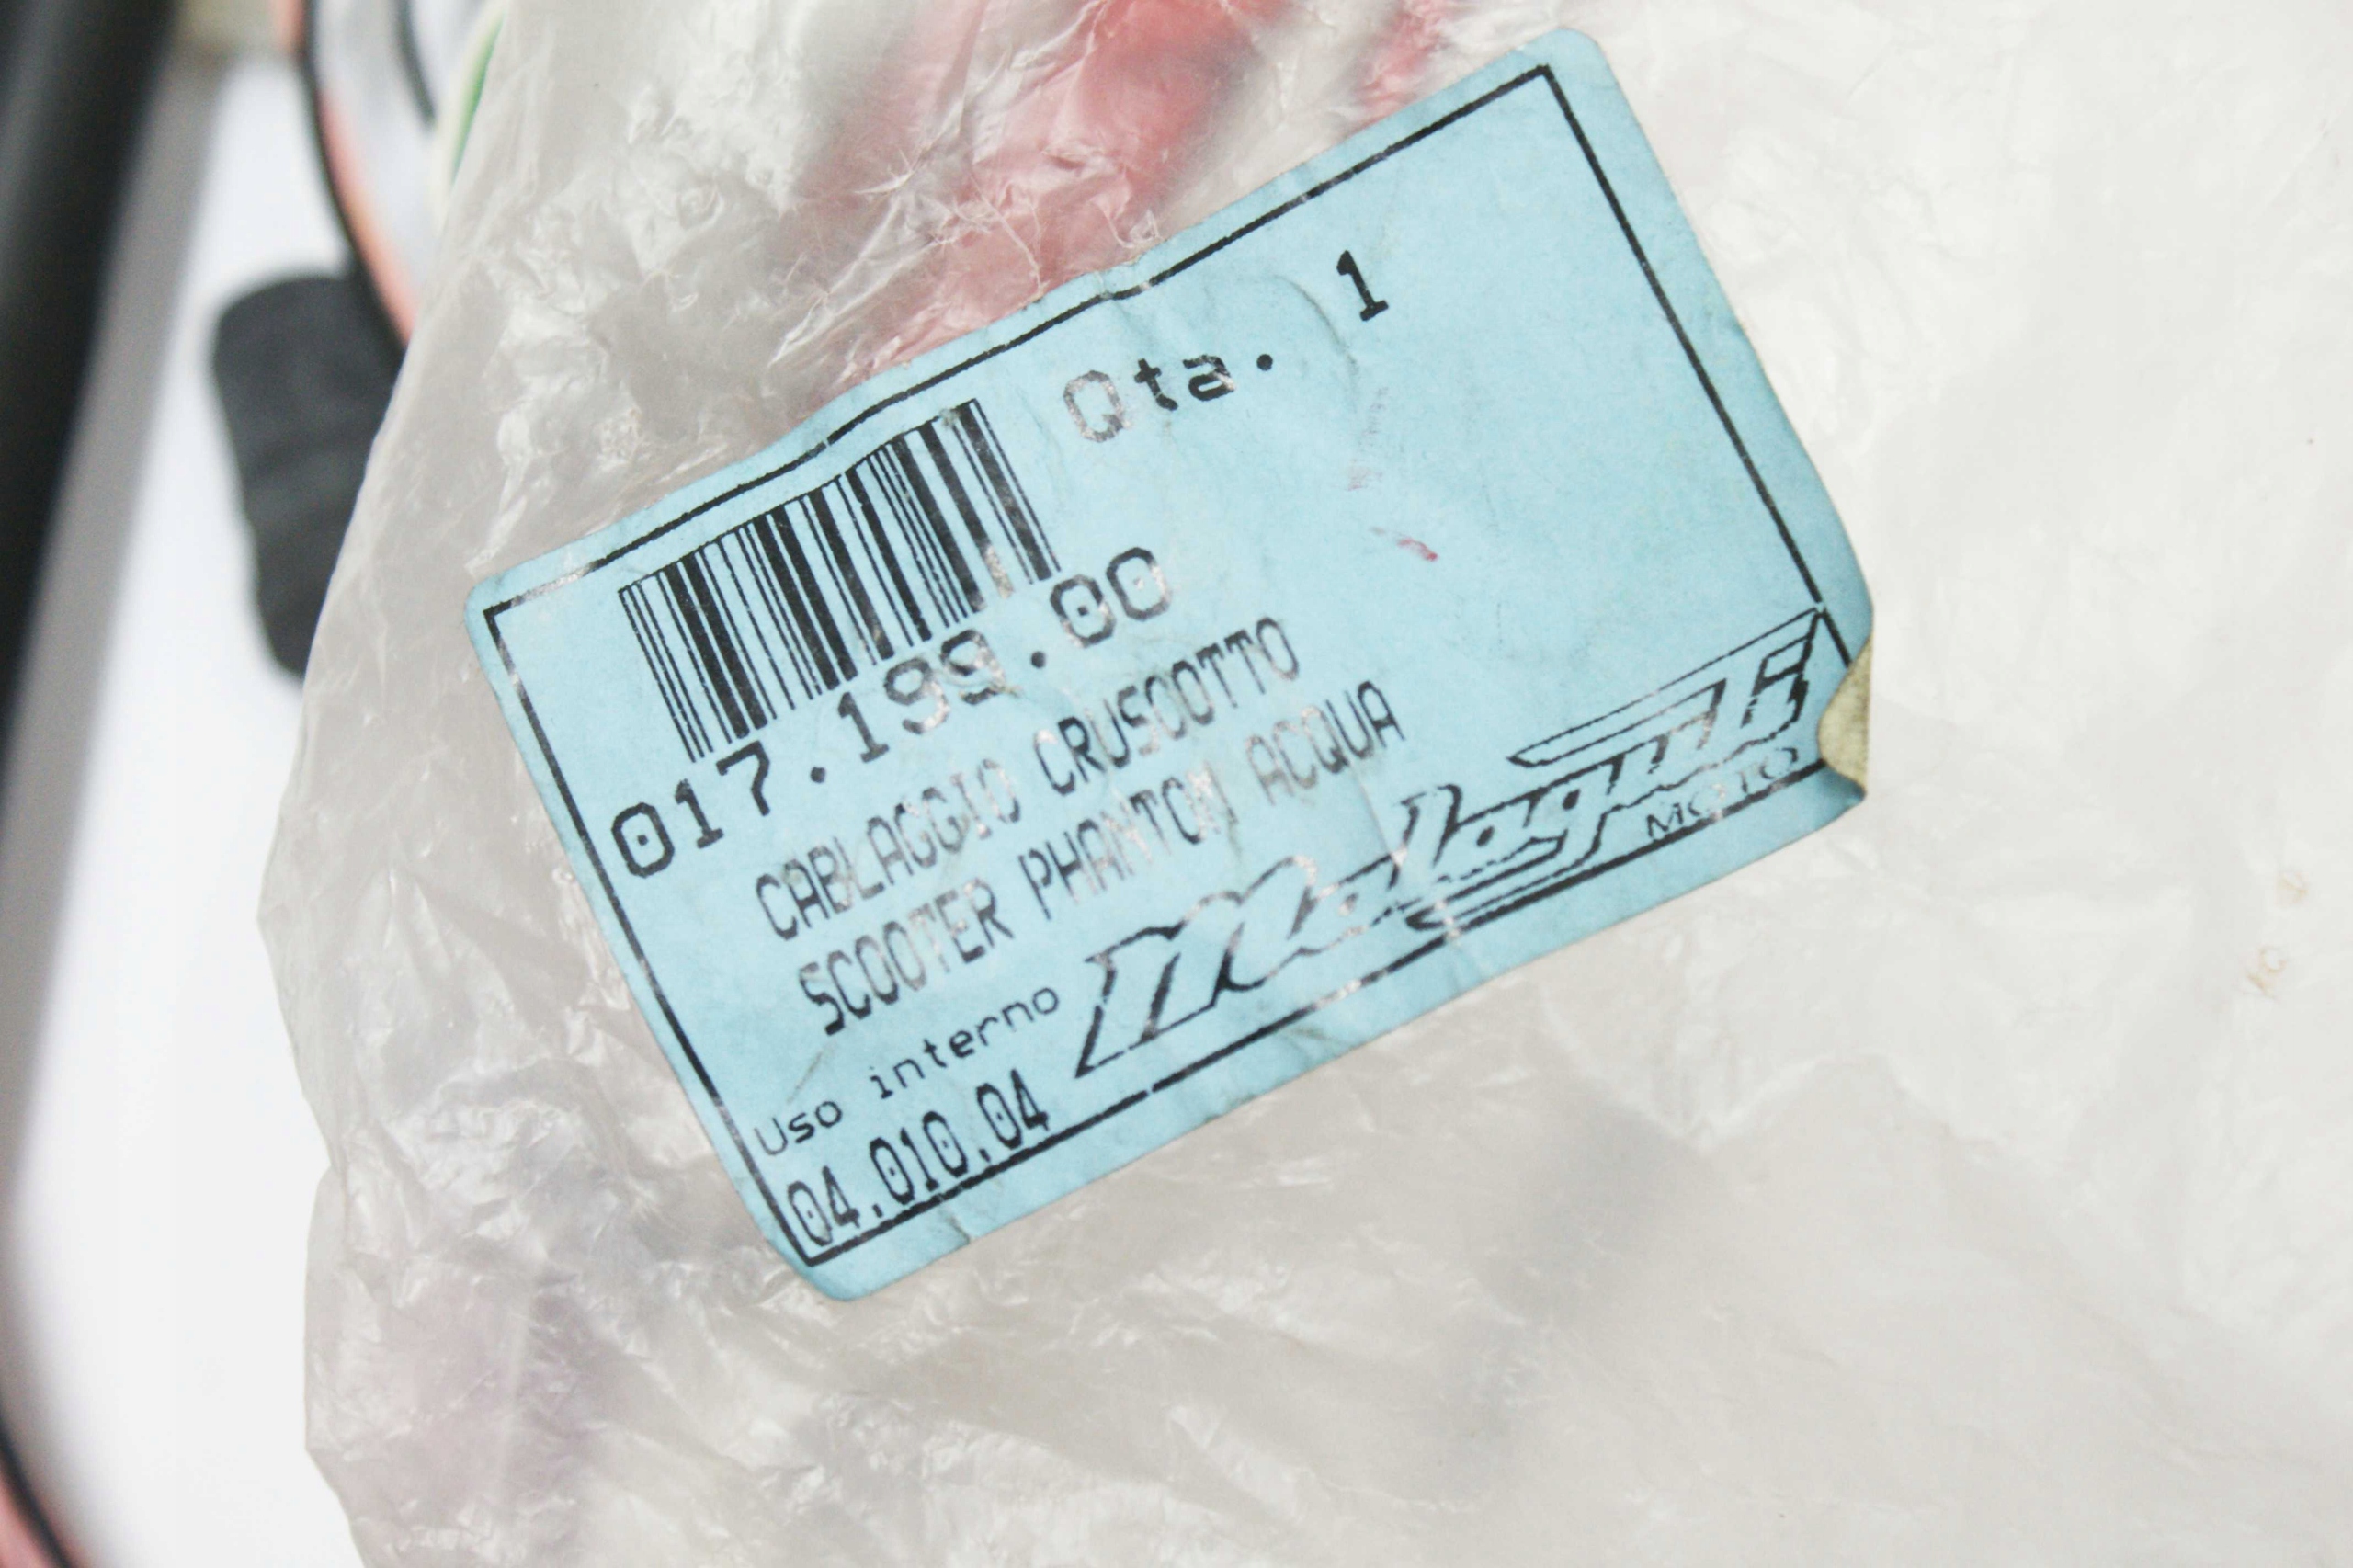 Qta. 1
017.199.00
CABLAGGIO CRUSCOTTO
SCOOTER PHANTOM ACQUA
Malaguti
MOTO
Uso interno
04.010.04